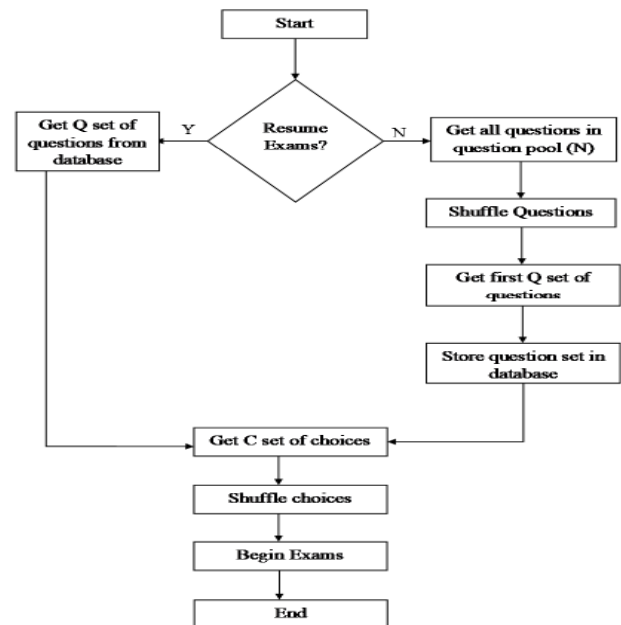 Start
Resume
Exams?
Y
N
Get Q set of
questions from
database
Get all questions in
question pool (N)
Shuffle Questions
Get first Q set of
questions
Store question set in
database
Get C set of choices
Shuffle choices
Begin Exams
End